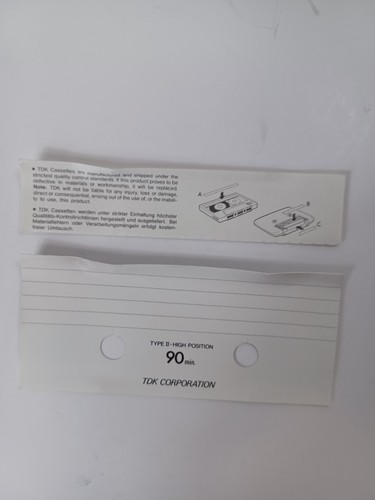 • TDK Cassettes are manufactured and shipped under the
strictest quality control standards. If this product proves to be
defective in materials or workmanship, it will be replaced.
Note: TDK will not be liable for any injury, loss or damage,
direct or consequential, arising out of the use of, or the inabili-
ty to use, this product.
• TDK Cassetten werden unter strikter Einhaltung höchster
Qualitäts-Kontrollrichtlinien hergestellt und ausgeliefert. Bei
Materialfehlern oder Verarbeitungsmängeln erfolgt kosten-
freier Umtausch.
A
B
C
TYPE II · HIGH POSITION
90 min.
TDK CORPORATION